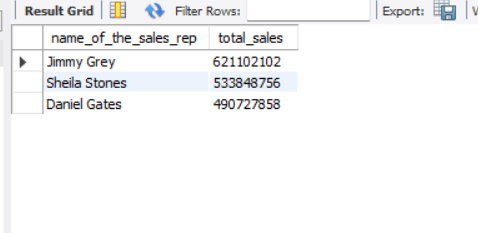 Result Grid Filter Rows: Export:
name_of_the_sales_rep total_sales
Jimmy Grey 621102102
Sheila Stones 533848756
Daniel Gates 490727858